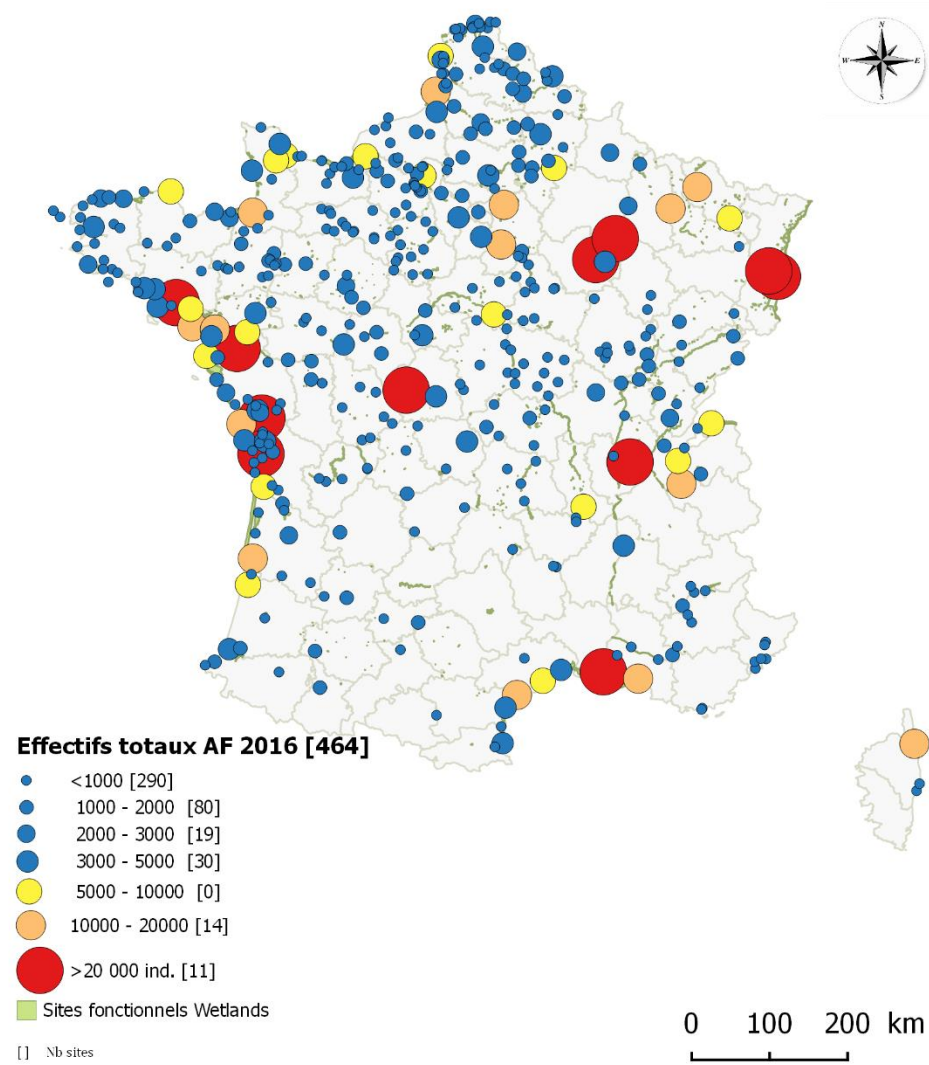 N
W E
S
Effectifs totaux AF 2016 [464]
<1000 [290]
1000 - 2000 [80]
2000 - 3000 [19]
3000 - 5000 [30]
5000 - 10000 [0]
10000 - 20000 [14]
>20 000 ind. [11]
Sites fonctionnels Wetlands
[ ] Nb sites
0 100 200 km